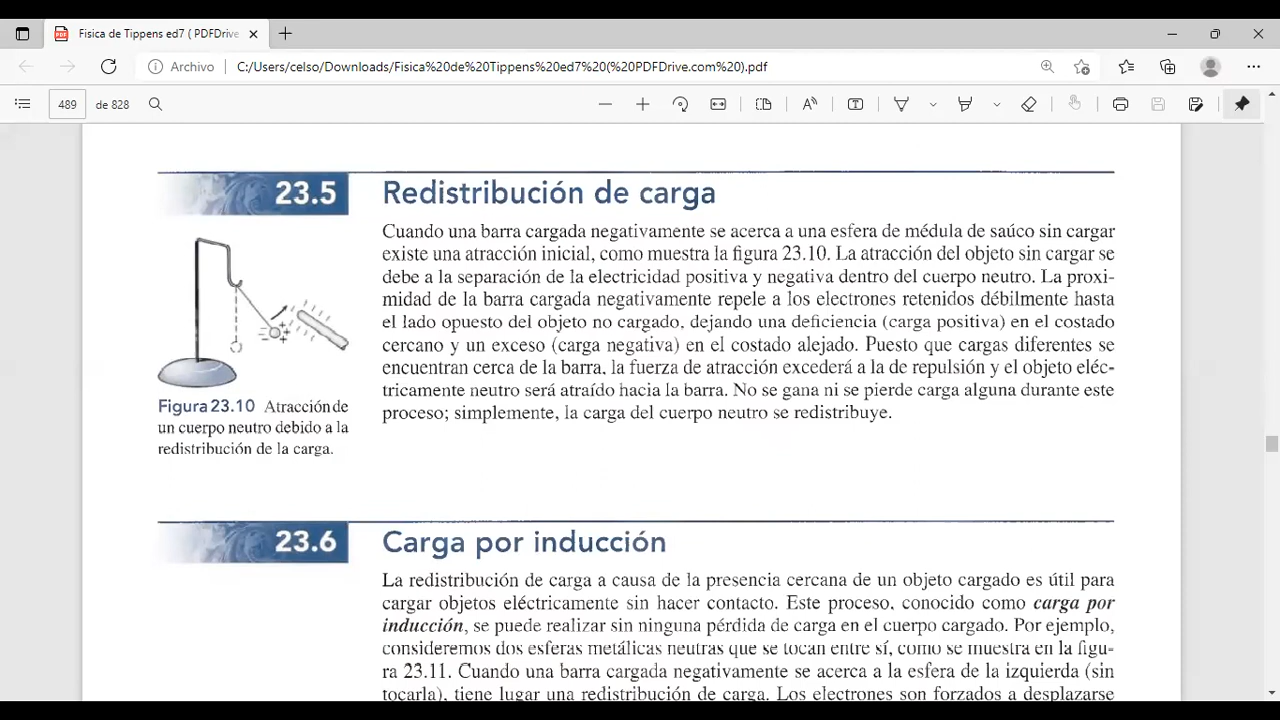 Fisica de Tippens ed7 ( PDFDrive
Archivo C:/Users/celso/Downloads/Fisica%20de%20Tippens%20ed7%20(%20PDFDrive.com%20).pdf
489 de 828
23.5 Redistribución de carga
Cuando una barra cargada negativamente se acerca a una esfera de médula de saúco sin cargar
existe una atracción inicial, como muestra la figura 23.10. La atracción del objeto sin cargar se
debe a la separación de la electricidad positiva y negativa dentro del cuerpo neutro. La proxi-
midad de la barra cargada negativamente repele a los electrones retenidos débilmente hasta
el lado opuesto del objeto no cargado, dejando una deficiencia (carga positiva) en el costado
cercano y un exceso (carga negativa) en el costado alejado. Puesto que cargas diferentes se
encuentran cerca de la barra, la fuerza de atracción excederá a la de repulsión y el objeto eléc-
tricamente neutro será atraído hacia la barra. No se gana ni se pierde carga alguna durante este
proceso; simplemente, la carga del cuerpo neutro se redistribuye.
Figura 23.10 Atracción de
un cuerpo neutro debido a la
redistribución de la carga.
23.6 Carga por inducción
La redistribución de carga a causa de la presencia cercana de un objeto cargado es útil para
cargar objetos eléctricamente sin hacer contacto. Este proceso, conocido como carga por
inducción, se puede realizar sin ninguna pérdida de carga en el cuerpo cargado. Por ejemplo,
consideremos dos esferas metálicas neutras que se tocan entre sí, como se muestra en la figu-
ra 23.11. Cuando una barra cargada negativamente se acerca a la esfera de la izquierda (sin
tocarla), tiene lugar una redistribución de carga. Los electrones son forzados a desplazarse